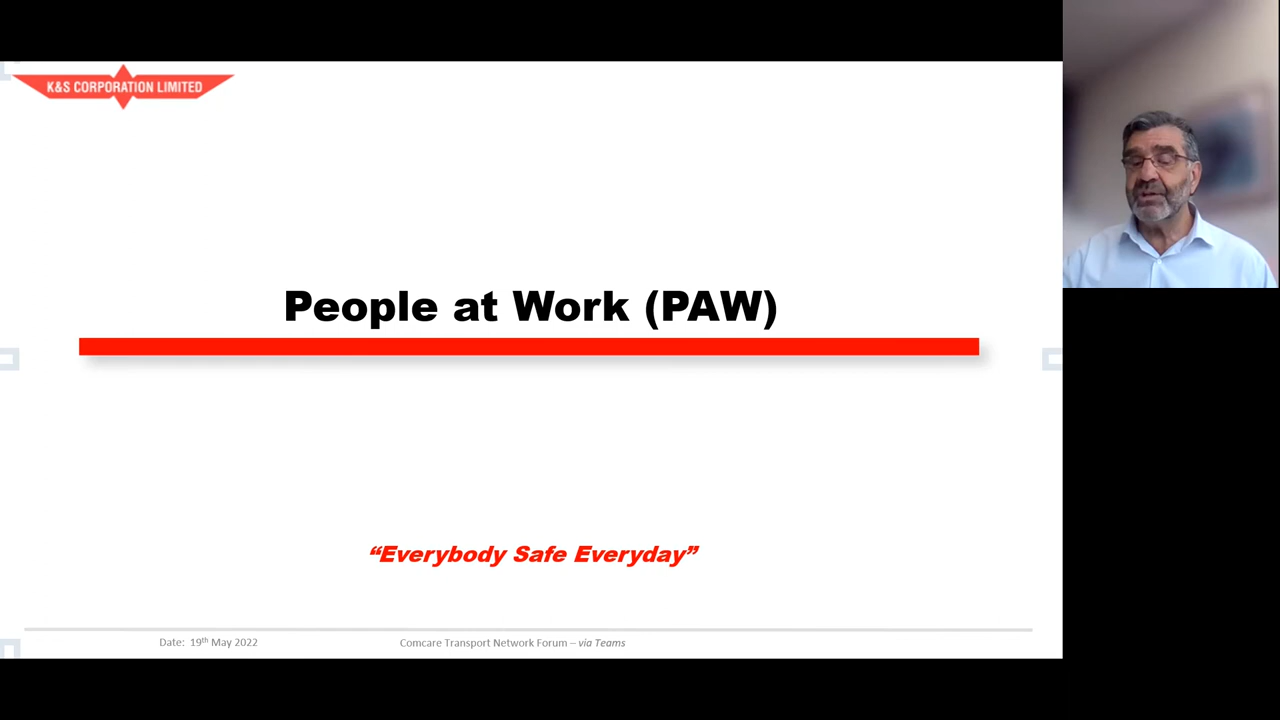 K&S CORPORATION LIMITED
People at Work (PAW)
“Everybody Safe Everyday”
Date: 19th May 2022
Comcare Transport Network Forum – via Teams